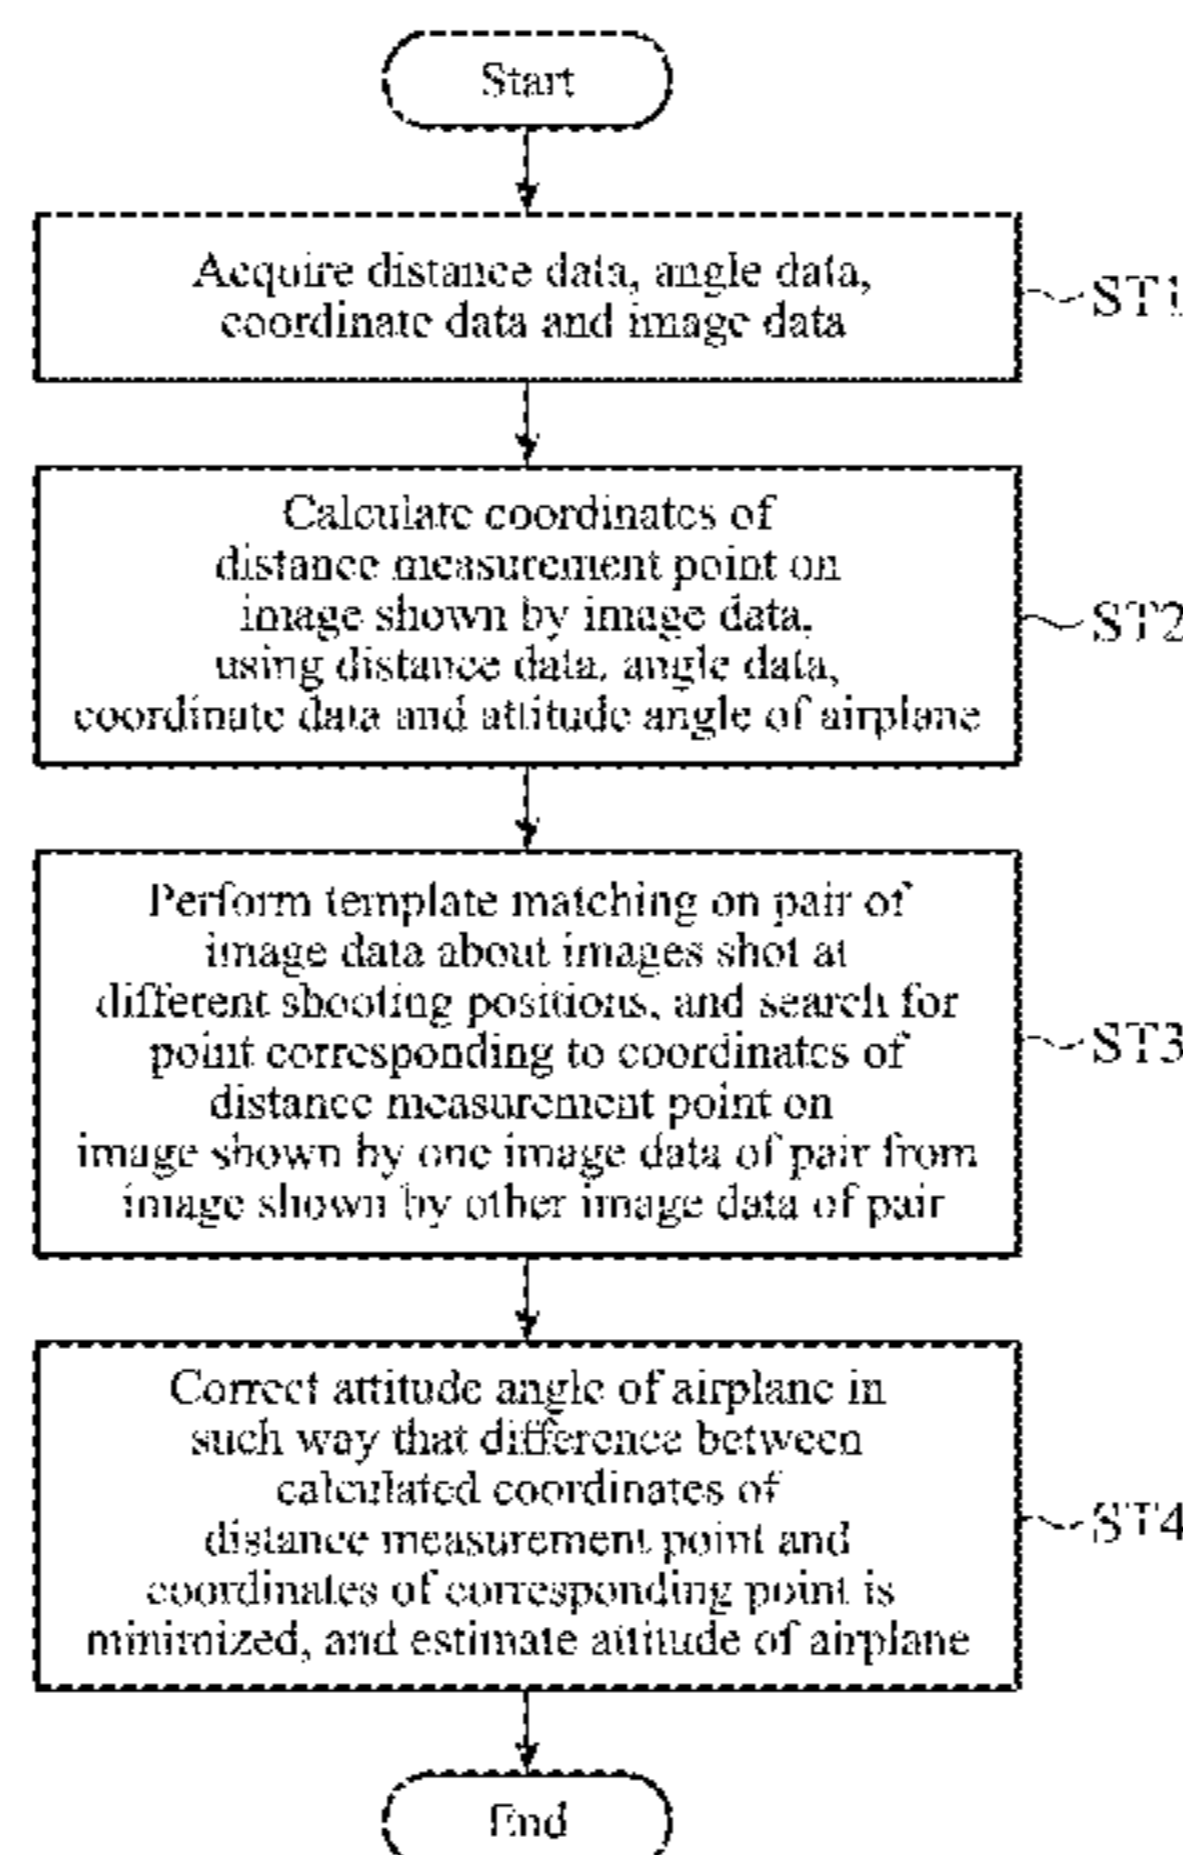 Start
Acquire distance data, angle data,
coordinate data and image data
ST1
Calculate coordinates of
distance measurement point on
image shown by image data,
using distance data, angle data,
coordinate data and attitude angle of airplane
ST2
Perform template matching on pair of
image data about images shot at
different shooting positions, and search for
point corresponding to coordinates of
distance measurement point on
image shown by one image data of pair from
image shown by other image data of pair
ST3
Correct attitude angle of airplane in
such way that difference between
calculated coordinates of
distance measurement point and
coordinates of corresponding point is
minimized, and estimate attitude of airplane
ST4
End